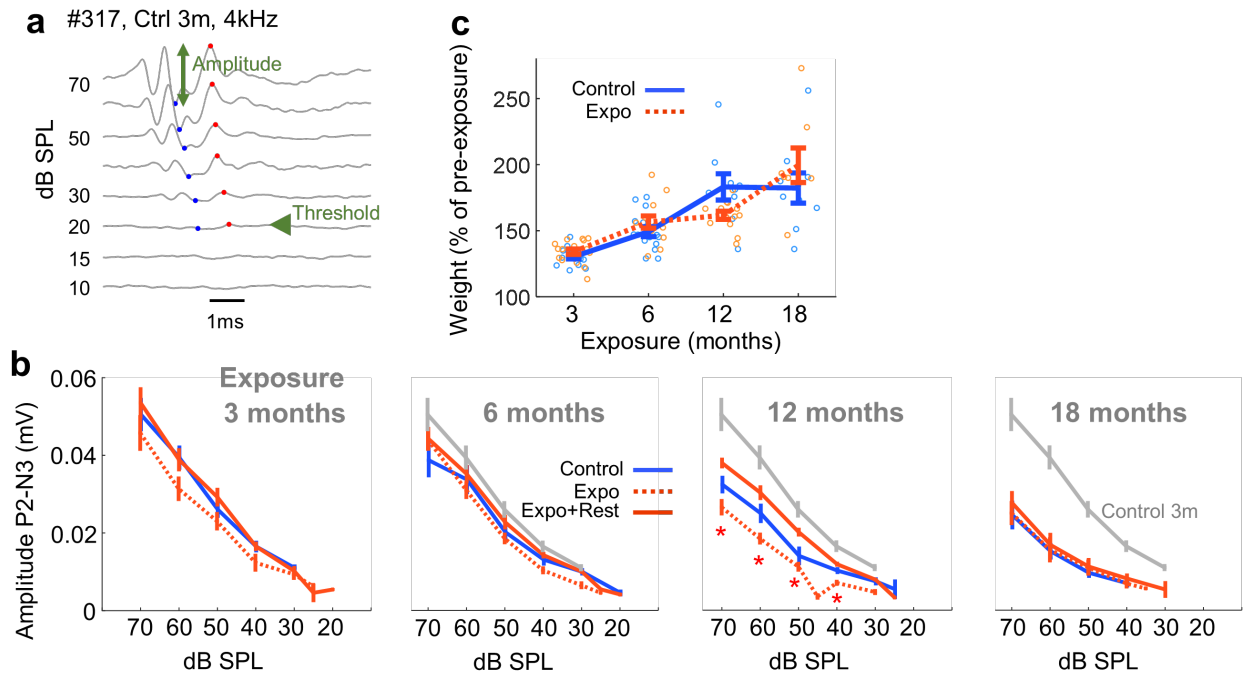 a #317, Ctrl 3m, 4kHz
Amplitude
dB SPL
70
50
30
20
15
10
Threshold
1ms
c
Weight (% of pre-exposure)
250
200
150
100
Control
Expo
3 6 12 18
Exposure (months)
b
Amplitude P2-N3 (mV)
0.06
0.04
0.02
0
Exposure
3 months
70 60 50 40 30 20
dB SPL
6 months
Control
Expo
Expo+Rest
70 60 50 40 30 20
dB SPL
12 months
* * * *
70 60 50 40 30 20
dB SPL
18 months
Control 3m
70 60 50 40 30 20
dB SPL